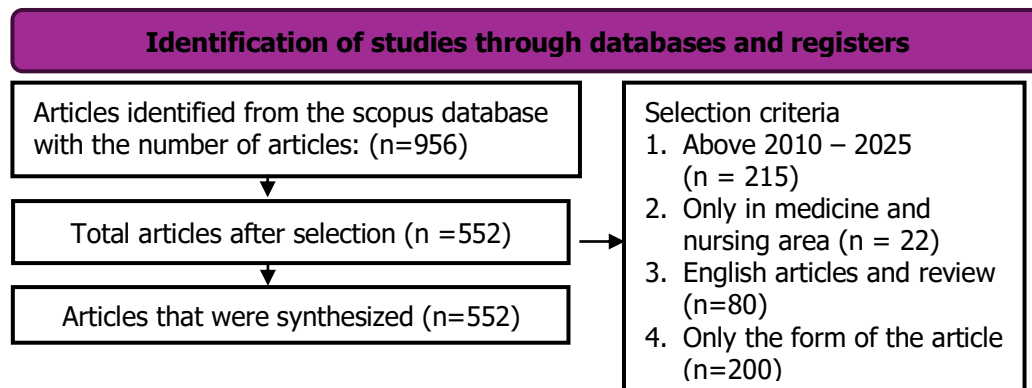 Identification of studies through databases and registers
Articles identified from the scopus database
with the number of articles: (n=956)
Total articles after selection (n =552)
Articles that were synthesized (n=552)
Selection criteria
1. Above 2010 – 2025
(n = 215)
2. Only in medicine and
nursing area (n = 22)
3. English articles and review
(n=80)
4. Only the form of the article
(n=200)